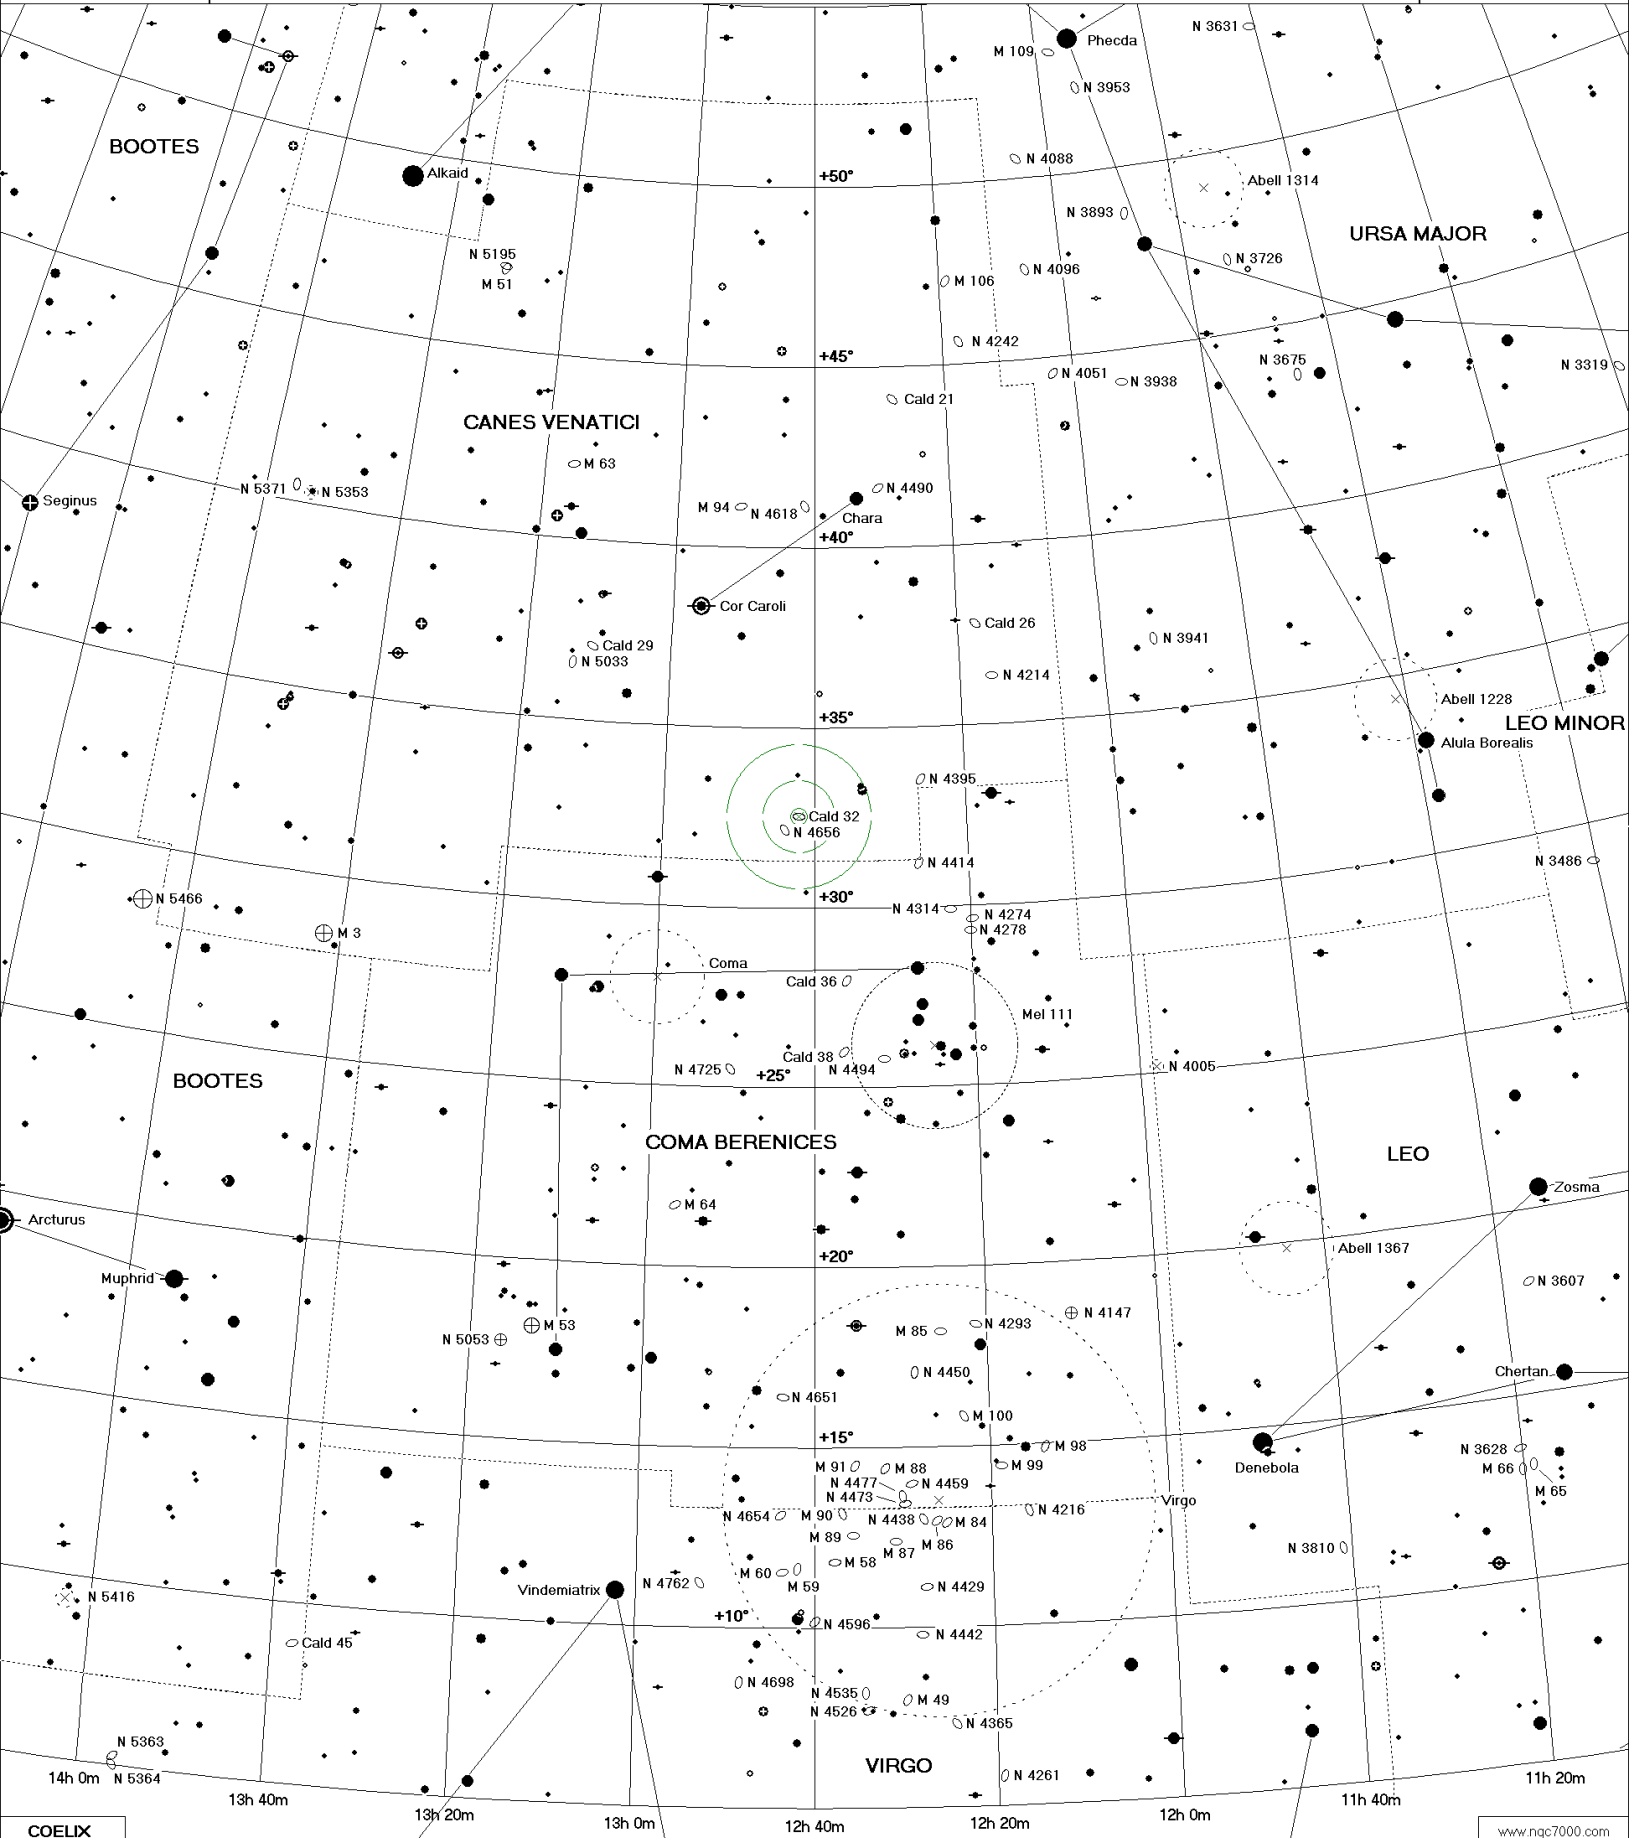 N 3631
Phecda
M 109
N 3953
BOOTES
N 4088
Alkaid
+50°
Abell 1314
N 3893
URSA MAJOR
N 5195
M 51
N 4096
N 3726
M 106
N 4242
+45°
N 3675
N 3319
N 4051
N 3938
Cald 21
CANES VENATICI
M 63
N 5371
N 5353
N 4490
Seginus
M 94
N 4618
Chara
+40°
Cor Caroli
Cald 26
N 3941
Cald 29
N 5033
N 4214
Abell 1228
+35°
LEO MINOR
Alula Borealis
N 4395
Cald 32
N 4656
N 4414
N 3486
+30°
N 5466
N 4314
N 4274
N 4278
M 3
Coma
Cald 36
Mel 111
Cald 38
N 4494
N 4725
+25°
N 4005
BOOTES
COMA BERENICES
LEO
Zosma
M 64
Arcturus
+20°
Abell 1367
Muphrid
N 3607
N 4147
M 53
N 5053
M 85
N 4293
N 4450
Chertan
N 4651
M 100
+15°
M 98
N 3628
M 91
M 88
M 99
Denebola
M 66
N 4477
N 4459
M 65
N 4473
Virgo
N 4654
M 90
N 4438
M 84
N 4216
M 89
M 86
M 87
N 3810
M 58
M 60
M 59
N 4762
Vindemiatrix
N 4429
N 5416
+10°
N 4596
N 4442
Cald 45
N 4698
N 4535
M 49
N 4526
N 4365
N 5363
VIRGO
N 5364
N 4261
14h 0m
11h 20m
13h 40m
11h 40m
13h 20m
13h 0m
12h 40m
12h 20m
12h 0m
COELIX
www.ngc7000.com